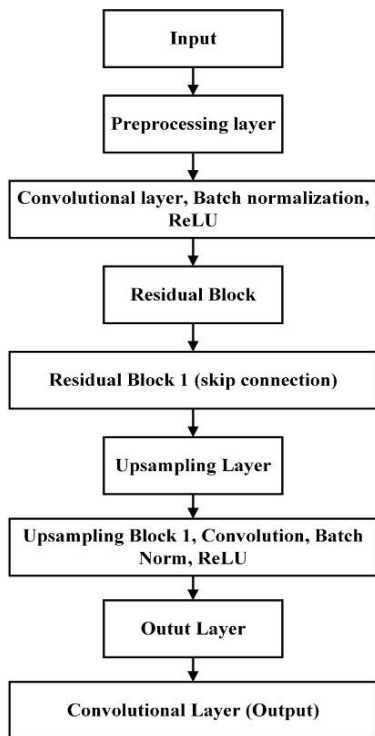 Input
Preprocessing layer
Convolutional layer, Batch normalization,
ReLU
Residual Block
Residual Block 1 (skip connection)
Upsampling Layer
Upsampling Block 1, Convolution, Batch
Norm, ReLU
Outut Layer
Convolutional Layer (Output)